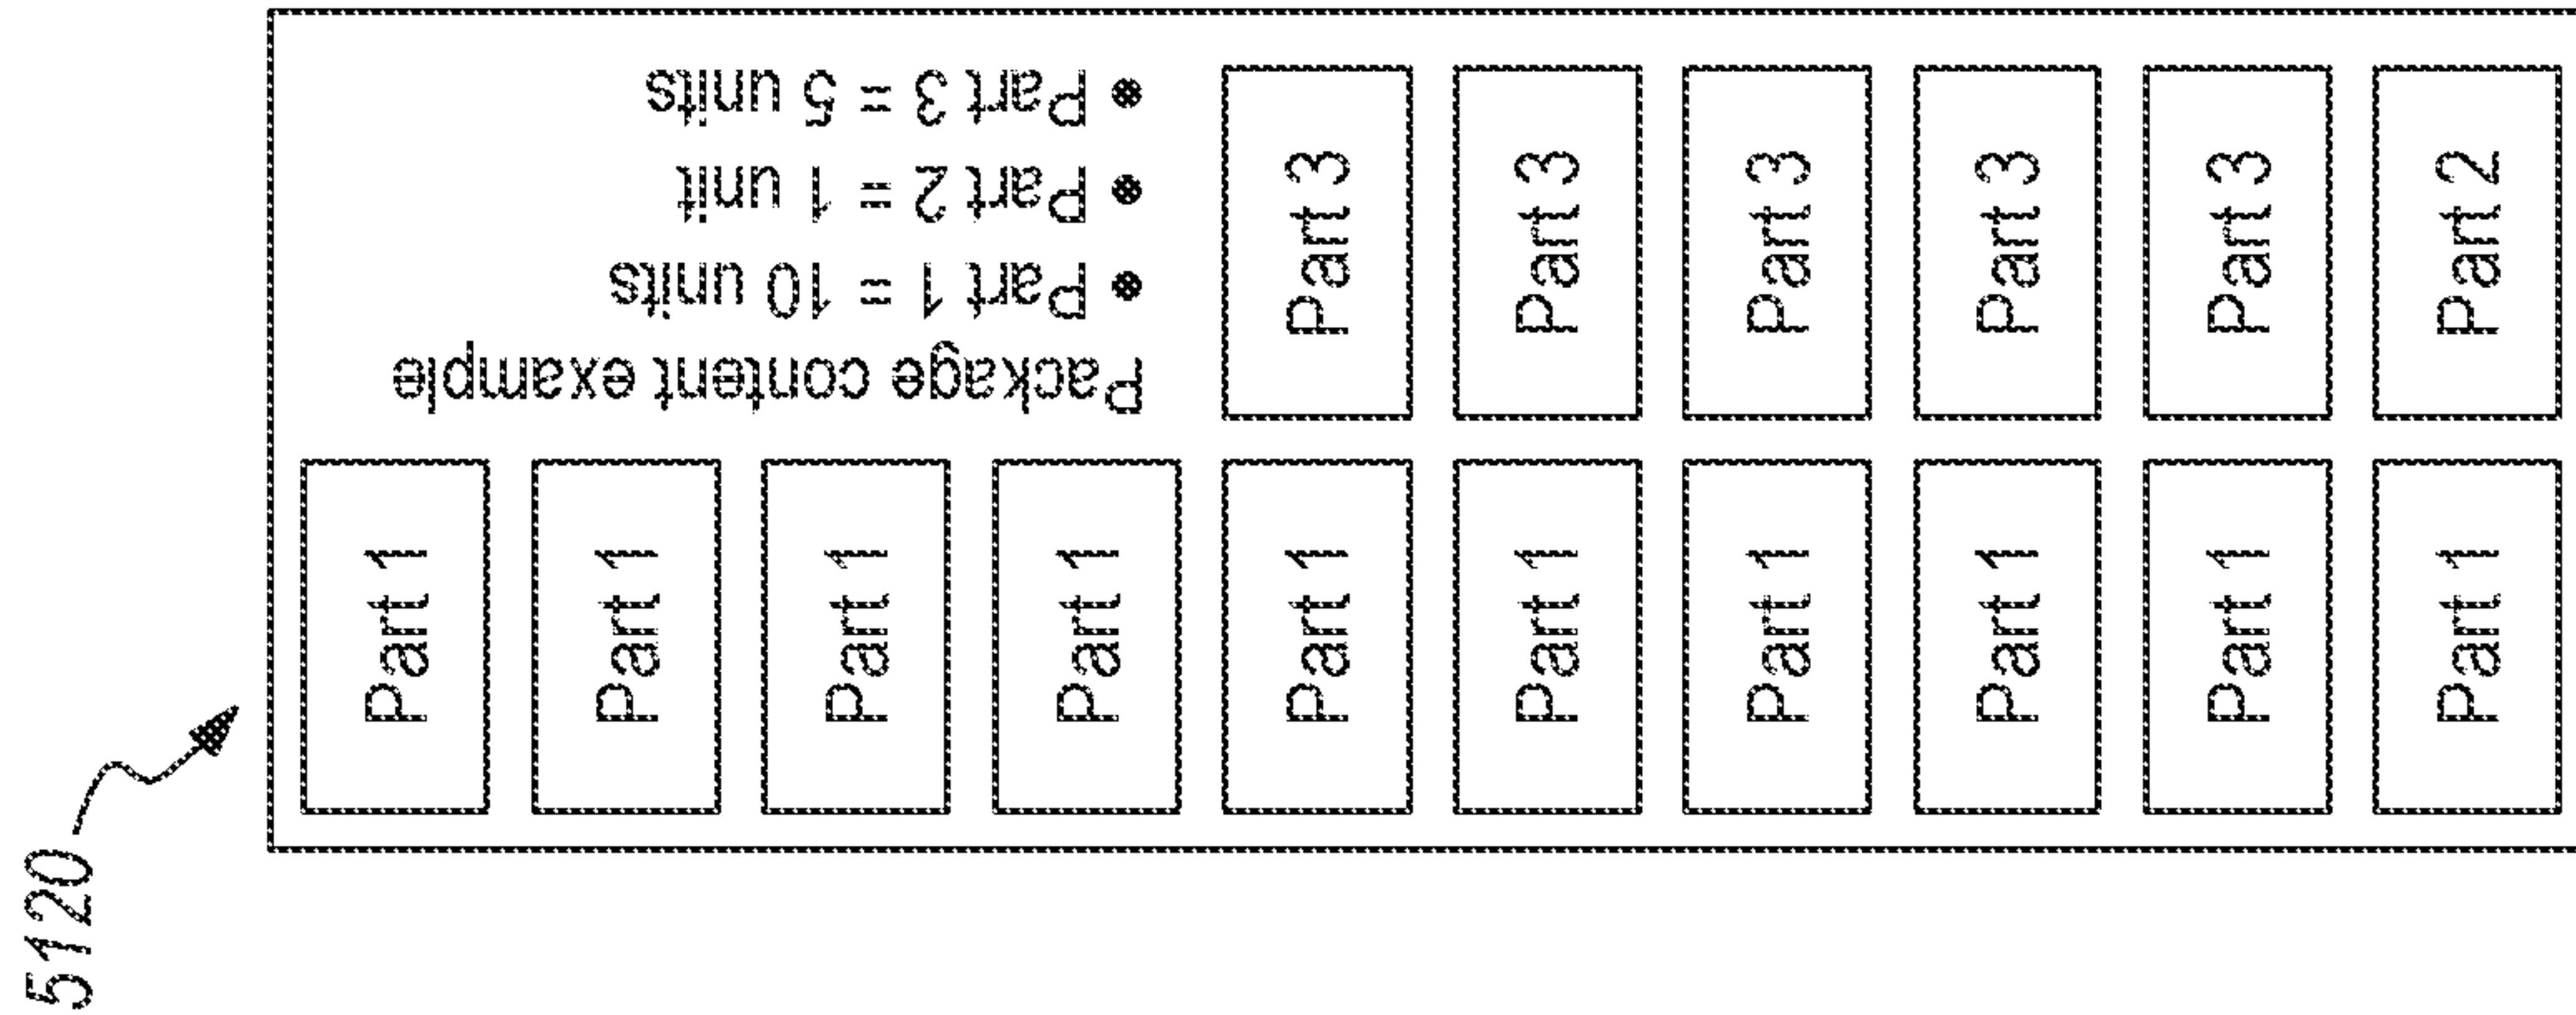 5120
Package content example
• Part 1 = 10 units
• Part 2 = 1 unit
• Part 3 = 5 units
Part 3
Part 3
Part 3
Part 3
Part 3
Part 2
Part 1
Part 1
Part 1
Part 1
Part 1
Part 1
Part 1
Part 1
Part 1
Part 1